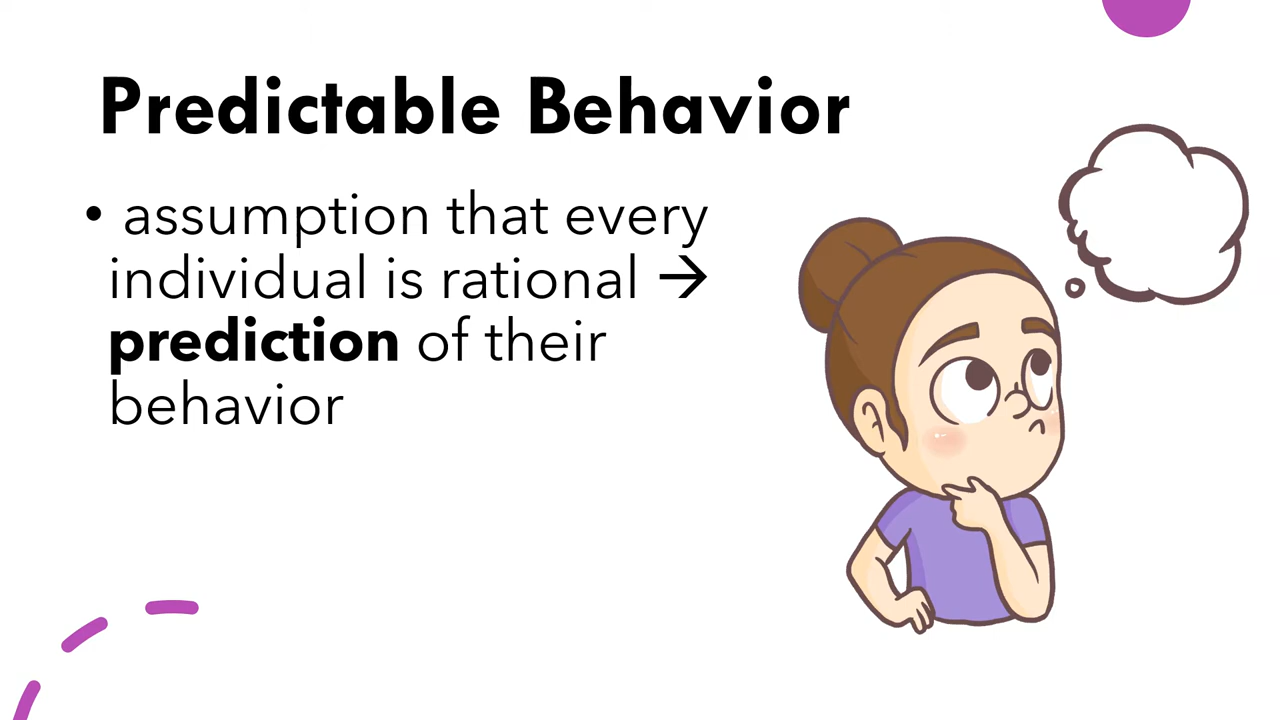 Predictable Behavior
• assumption that every
individual is rational →
prediction of their
behavior